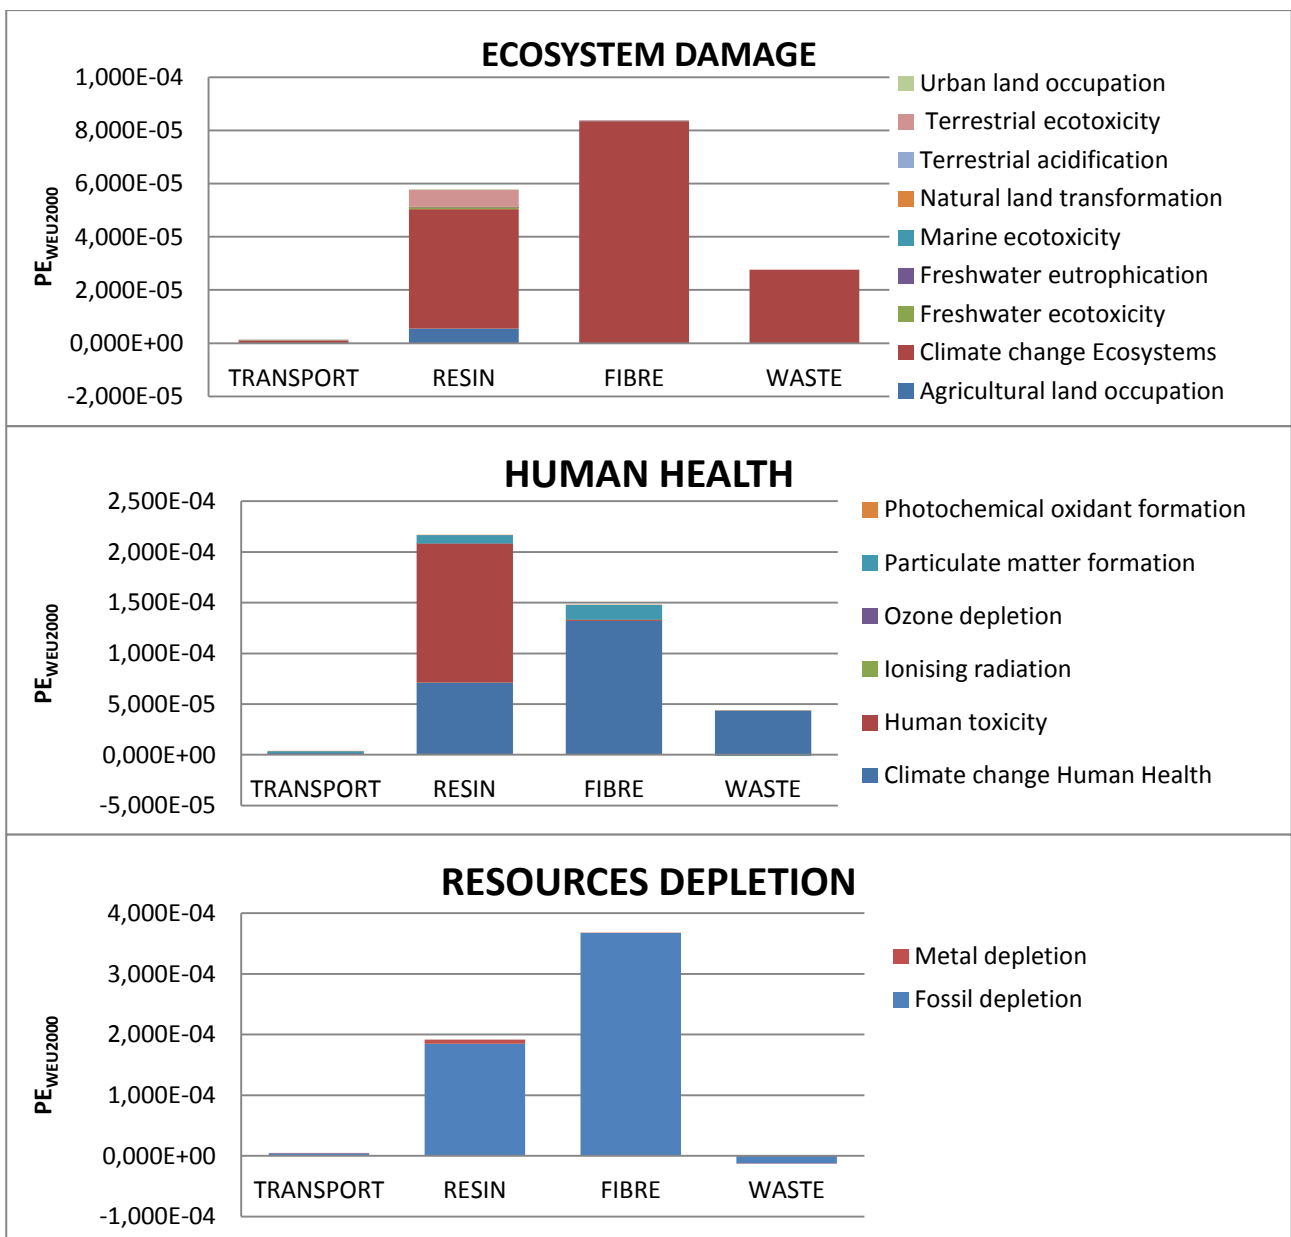 ECOSYSTEM DAMAGE
1,000E-04
8,000E-05
6,000E-05
4,000E-05
2,000E-05
0,000E+00
-2,000E-05
PEWEU2000
TRANSPORT
RESIN
FIBRE
WASTE
Urban land occupation
Terrestrial ecotoxicity
Terrestrial acidification
Natural land transformation
Marine ecotoxicity
Freshwater eutrophication
Freshwater ecotoxicity
Climate change Ecosystems
Agricultural land occupation
HUMAN HEALTH
2,500E-04
2,000E-04
1,500E-04
1,000E-04
5,000E-05
0,000E+00
-5,000E-05
PEWEU2000
TRANSPORT
RESIN
FIBRE
WASTE
Photochemical oxidant formation
Particulate matter formation
Ozone depletion
Ionising radiation
Human toxicity
Climate change Human Health
RESOURCES DEPLETION
4,000E-04
3,000E-04
2,000E-04
1,000E-04
0,000E+00
-1,000E-04
PEWEU2000
TRANSPORT
RESIN
FIBRE
WASTE
Metal depletion
Fossil depletion